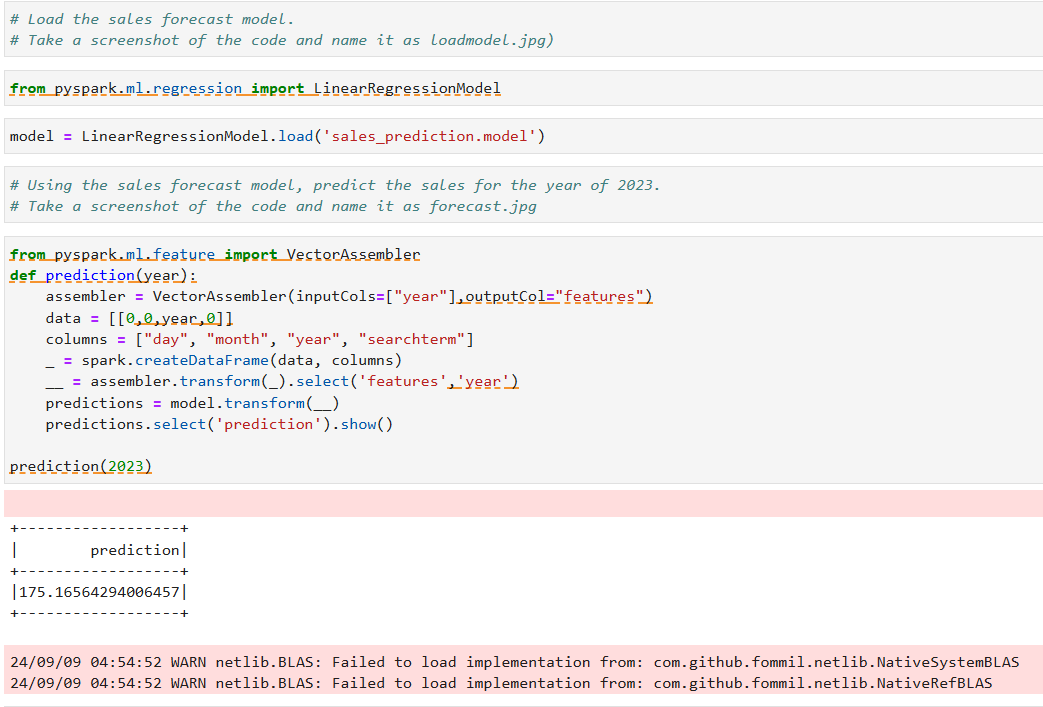 # Load the sales forecast model.
# Take a screenshot of the code and name it as loadmodel.jpg)
from pyspark.ml.regression import LinearRegressionModel
model = LinearRegressionModel.load('sales_prediction.model')
# Using the sales forecast model, predict the sales for the year of 2023.
# Take a screenshot of the code and name it as forecast.jpg
from pyspark.ml.feature import VectorAssembler
def prediction(year):
    assembler = VectorAssembler(inputCols=["year"],outputCol="features")
    data = [[0,0,year,0]]
    columns = ["day", "month", "year", "searchterm"]
    _ = spark.createDataFrame(data, columns)
    __ = assembler.transform(_).select('features','year')
    predictions = model.transform(__)
    predictions.select('prediction').show()
prediction(2023)
+------------------+
|        prediction|
+------------------+
|175.16564294006457|
+------------------+
24/09/09 04:54:52 WARN netlib.BLAS: Failed to load implementation from: com.github.fommil.netlib.NativeSystemBLAS
24/09/09 04:54:52 WARN netlib.BLAS: Failed to load implementation from: com.github.fommil.netlib.NativeRefBLAS